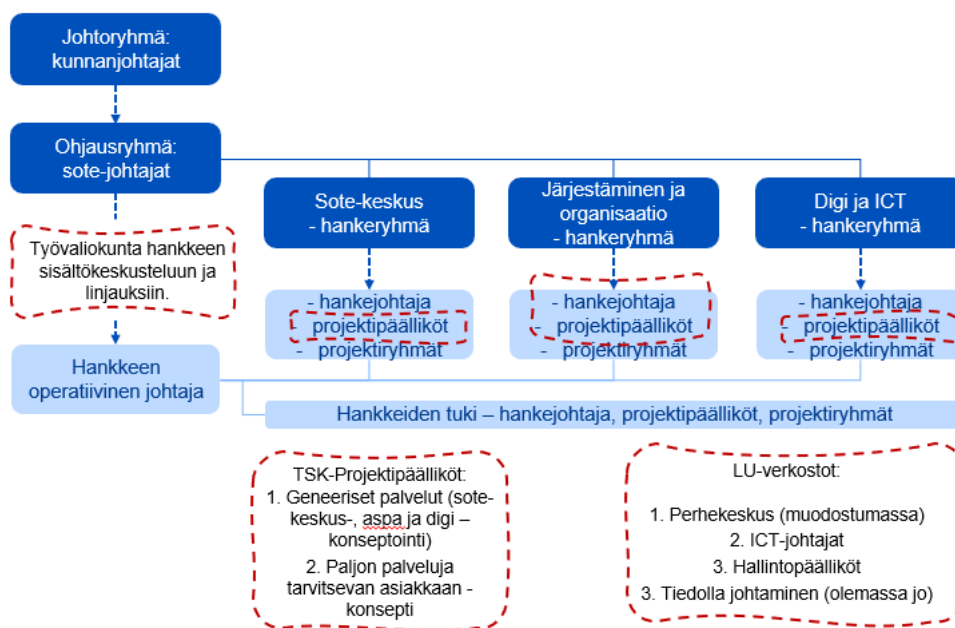 Johtoryhmä:
kunnanjohtajat
Ohjausryhmä:
sote-johtajat
Työvaliokunta hankkeen
sisältökeskusteluun ja
linjauksiin.
Hankkeen
operatiivinen johtaja
Sote-keskus
- hankeryhmä
- hankejohtaja
- projektipäälliköt
- projektiryhmät
Järjestäminen ja
organisaatio
- hankeryhmä
- hankejohtaja
- projektipäälliköt
- projektiryhmät
Digi ja ICT
- hankeryhmä
- hankejohtaja
- projektipäälliköt
- projektiryhmät
Hankkeiden tuki – hankejohtaja, projektipäälliköt, projektiryhmät
TSK-Projektipäälliköt:
1. Geneeriset palvelut (sote-
keskus-, aspa ja digi –
konseptointi)
2. Paljon palveluja
tarvitsevan asiakkaan -
konsepti
LU-verkostot:
1. Perhekeskus (muodostumassa)
2. ICT-johtajat
3. Hallintopäälliköt
3. Tiedolla johtaminen (olemassa jo)